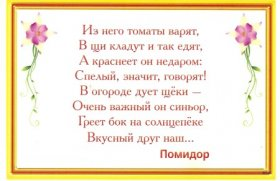 Из него томаты варят,
В щи кладут и так едят,
А краснеет он недаром:
Спелый, значит, говорят!
В огороде дует щёки —
Очень важный он синьор,
Греет бок на солнцепёке
Вкусный друг наш...
Помидор